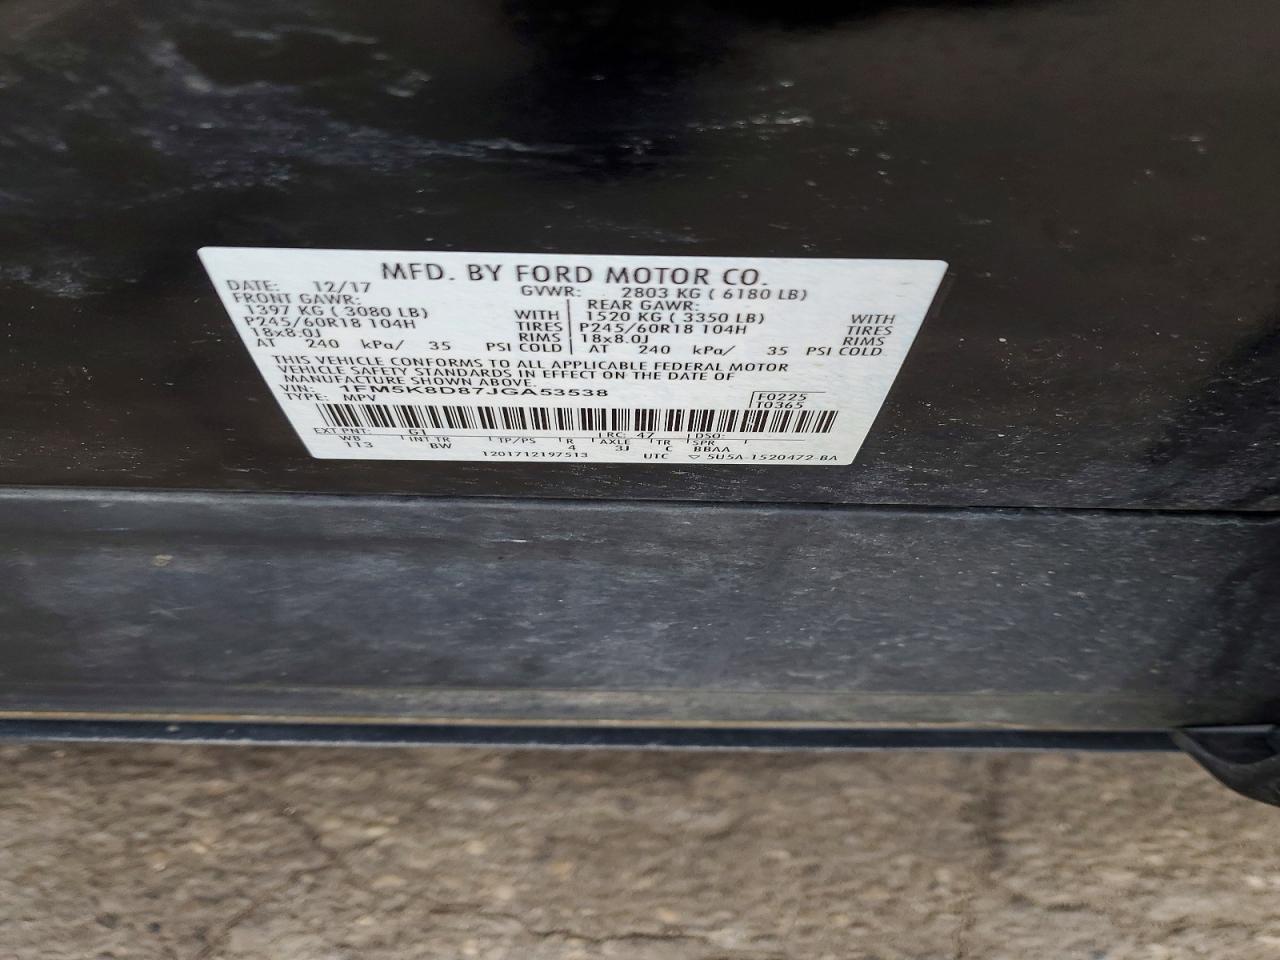 MFD. BY FORD MOTOR CO.
DATE: 12/17 GVWR: 2803 KG ( 6180 LB)
FRONT GAWR: REAR GAWR:
1397 KG ( 3080 LB) WITH 1520 KG ( 3350 LB) WITH
P245/60R18 104H TIRES P245/60R18 104H TIRES
18x8.0J RIMS 18x8.0J RIMS
AT 240 kPa/ 35 PSI COLD AT 240 kPa/ 35 PSI COLD
THIS VEHICLE CONFORMS TO ALL APPLICABLE FEDERAL MOTOR
VEHICLE SAFETY STANDARDS IN EFFECT ON THE DATE OF
MANUFACTURE SHOWN ABOVE.
VIN: 1FM5K8D87JGA53538 F0225
TYPE: MPV T0365
EXT PNT: G1 RC: 47 DSO:
WB INT TR TP/PS R AXLE TR SPR
113 BW 4 3J C BBAA
1201712197513 UTC ▽ 5U5A-1520472-BA